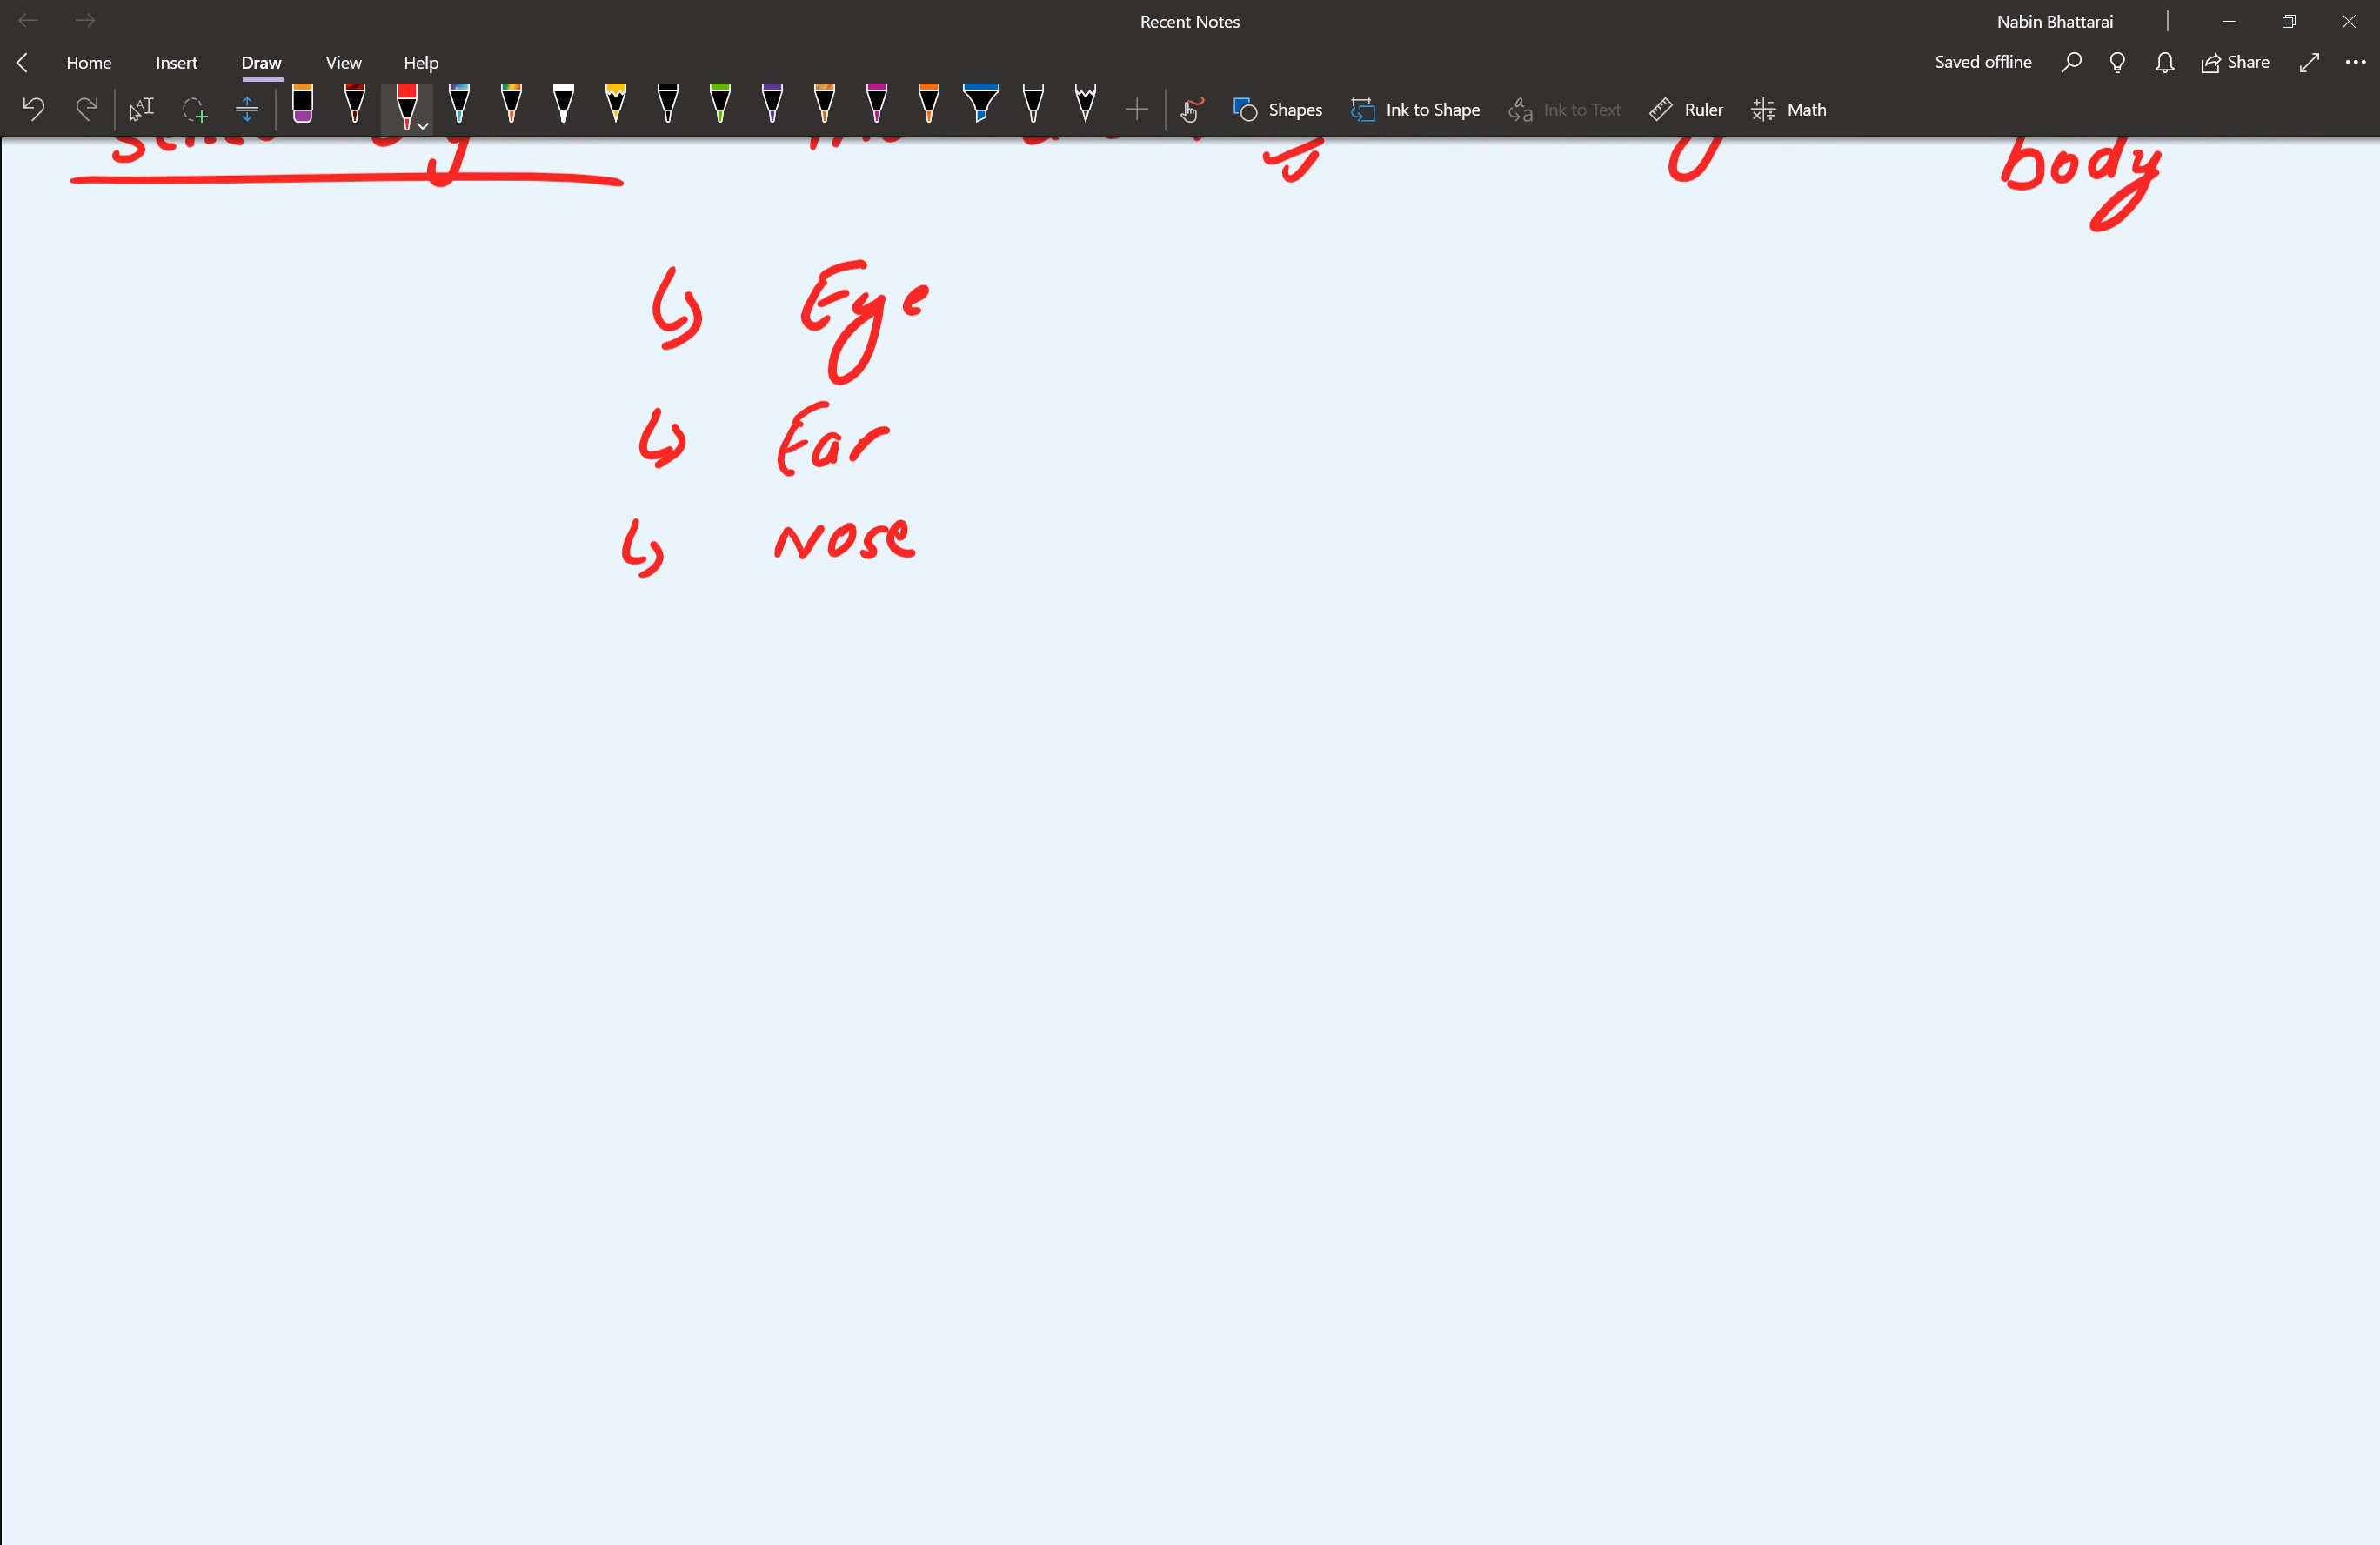 Recent Notes
Nabin Bhattarai
Home Insert Draw View Help
Saved offline
Share
Shapes Ink to Shape Ink to Text Ruler Math
body
Eye
Ear
Nose